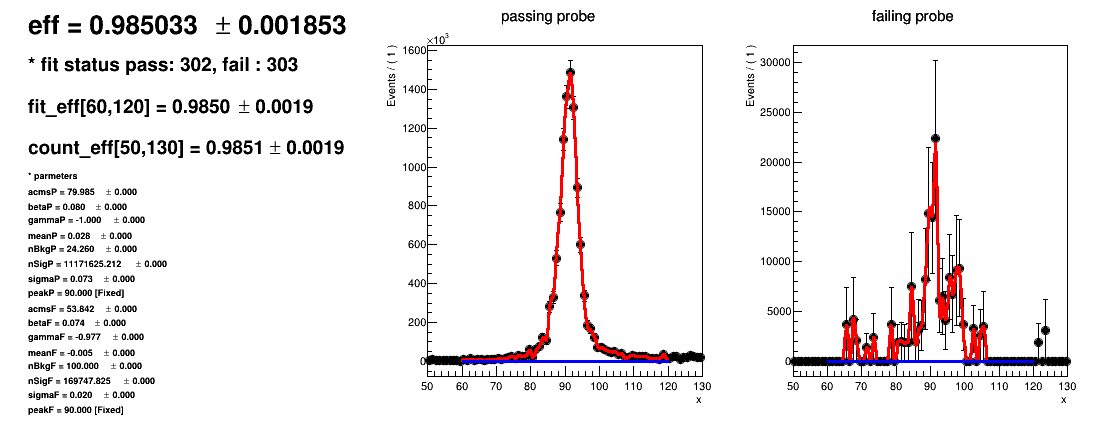 eff = 0.985033 ± 0.001853
* fit status pass: 302, fail : 303
fit_eff[60,120] = 0.9850 ± 0.0019
count_eff[50,130] = 0.9851 ± 0.0019
* parmeters
acmsP = 79.985 ± 0.000
betaP = 0.080 ± 0.000
gammaP = -1.000 ± 0.000
meanP = 0.028 ± 0.000
nBkgP = 24.260 ± 0.000
nSigP = 11171625.212 ± 0.000
sigmaP = 0.073 ± 0.000
peakP = 90.000 [Fixed]
acmsF = 53.842 ± 0.000
betaF = 0.074 ± 0.000
gammaF = -0.977 ± 0.000
meanF = -0.005 ± 0.000
nBkgF = 100.000 ± 0.000
nSigF = 169747.825 ± 0.000
sigmaF = 0.020 ± 0.000
peakF = 90.000 [Fixed]
passing probe
×10³
Events / ( 1 )
1600
1400
1200
1000
800
600
400
200
0
50 60 70 80 90 100 110 120 130
x
failing probe
Events / ( 1 )
30000
25000
20000
15000
10000
5000
0
50 60 70 80 90 100 110 120 130
x